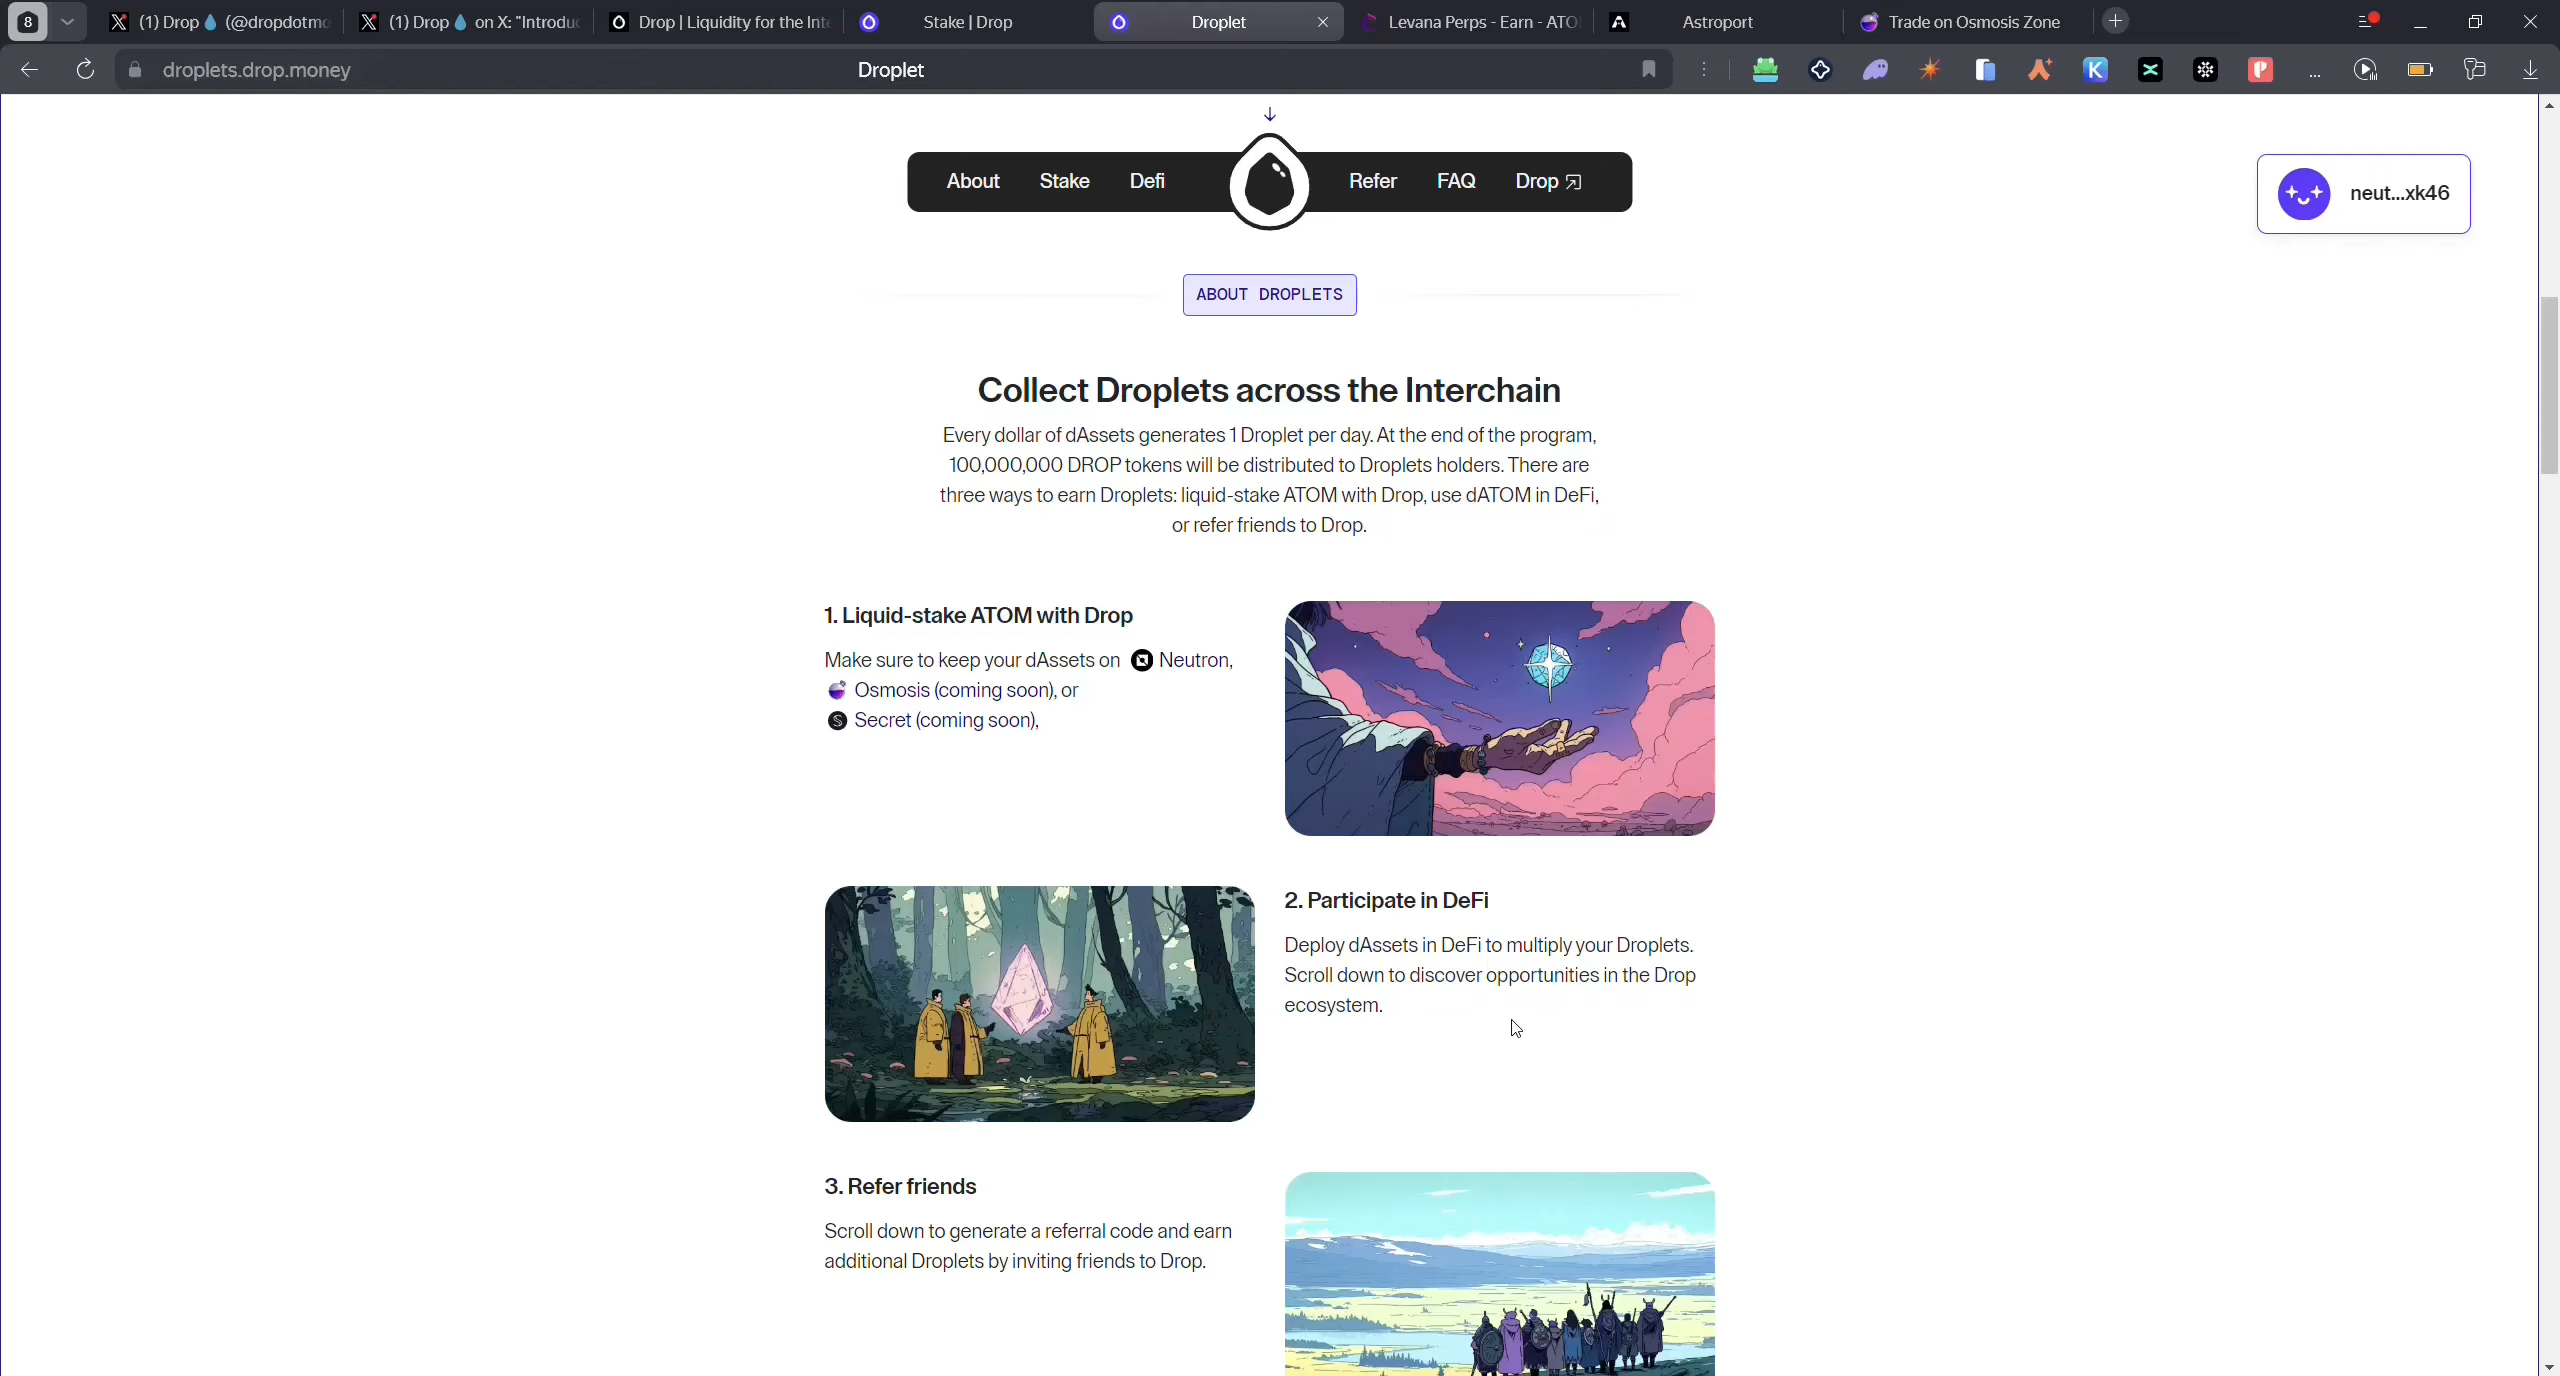 8
(1) Drop💧 (@dropdotmo
(1) Drop💧 on X: "Introdu
Drop | Liquidity for the Inte
Stake | Drop
Droplet
Levana Perps - Earn - ATO
Astroport
Trade on Osmosis Zone
droplets.drop.money
Droplet
About
Stake
Defi
Refer
FAQ
Drop
neut...xk46
ABOUT DROPLETS
Collect Droplets across the Interchain
Every dollar of dAssets generates 1 Droplet per day. At the end of the program,
100,000,000 DROP tokens will be distributed to Droplets holders. There are
three ways to earn Droplets: liquid-stake ATOM with Drop, use dATOM in DeFi,
or refer friends to Drop.
1. Liquid-stake ATOM with Drop
Make sure to keep your dAssets on Neutron,
Osmosis (coming soon), or
Secret (coming soon),
2. Participate in DeFi
Deploy dAssets in DeFi to multiply your Droplets.
Scroll down to discover opportunities in the Drop
ecosystem.
3. Refer friends
Scroll down to generate a referral code and earn
additional Droplets by inviting friends to Drop.